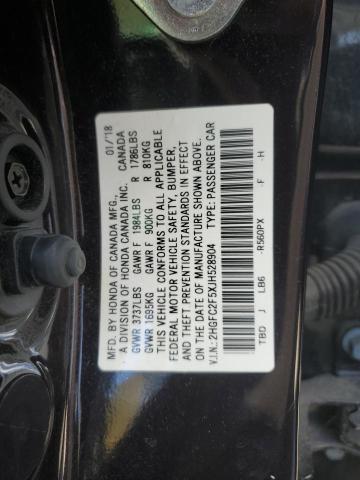 MFD. BY HONDA OF CANADA MFG., 01/18
A DIVISION OF HONDA CANADA INC. CANADA
GVWR 3737LBS GAWR F 1984LBS R 1786LBS
GVWR 1695KG GAWR F 900KG R 810KG
THIS VEHICLE CONFORMS TO ALL APPLICABLE
FEDERAL MOTOR VEHICLE SAFETY, BUMPER,
AND THEFT PREVENTION STANDARDS IN EFFECT
ON THE DATE OF MANUFACTURE SHOWN ABOVE.
V.I.N.: 2HGFC2F5XJH528904 TYPE: PASSENGER CAR
TBD J LB6 -R560PX F -H